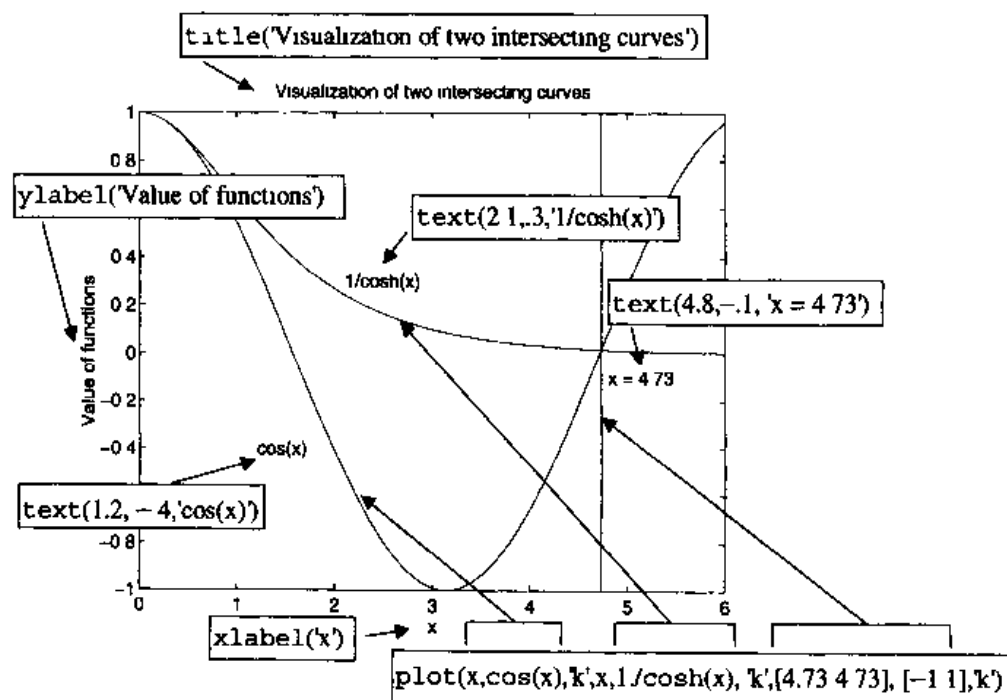 title('Visualization of two intersecting curves')
Visualization of two intersecting curves
1
0 8
ylabel('Value of functions')
text(2 1,.3,'1/cosh(x)')
0 4
1/cosh(x)
0.2
text(4.8,–.1, 'x = 4 73')
0
x = 4 73
Value of functions
–0.2
–0 4
cos(x)
text(1.2, – 4,'cos(x)')
–0 8
–1
0 1 2 3 4 5 6
xlabel('x')
x
plot(x,cos(x),'k',x,1./cosh(x), 'k',[4.73 4 73], [–1 1],'k')